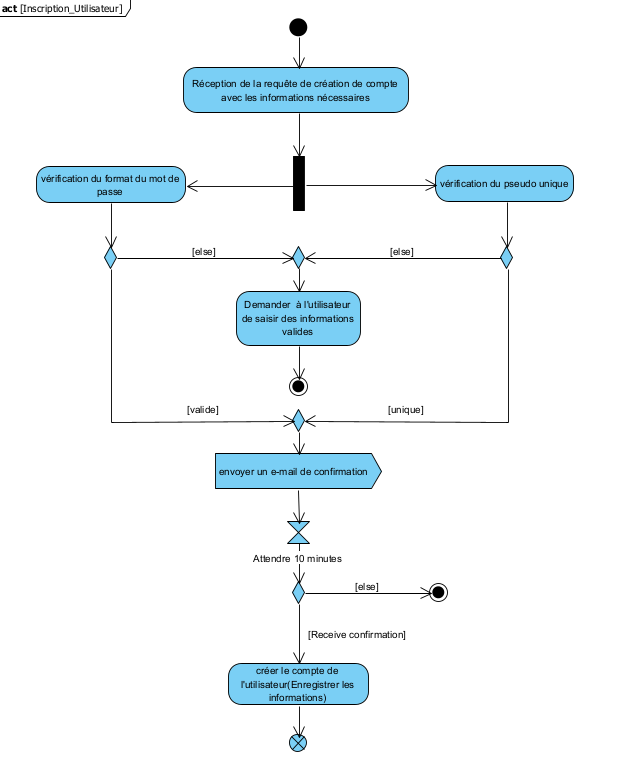 act [Inscription_Utilisateur]
Réception de la requête de création de compte
avec les informations nécessaires
vérification du format du mot de
passe
vérification du pseudo unique
[else]
[else]
Demander à l'utilisateur
de saisir des informations
valides
[valide]
[unique]
envoyer un e-mail de confirmation
Attendre 10 minutes
[else]
[Receive confirmation]
créer le compte de
l'utilisateur(Enregistrer les
informations)